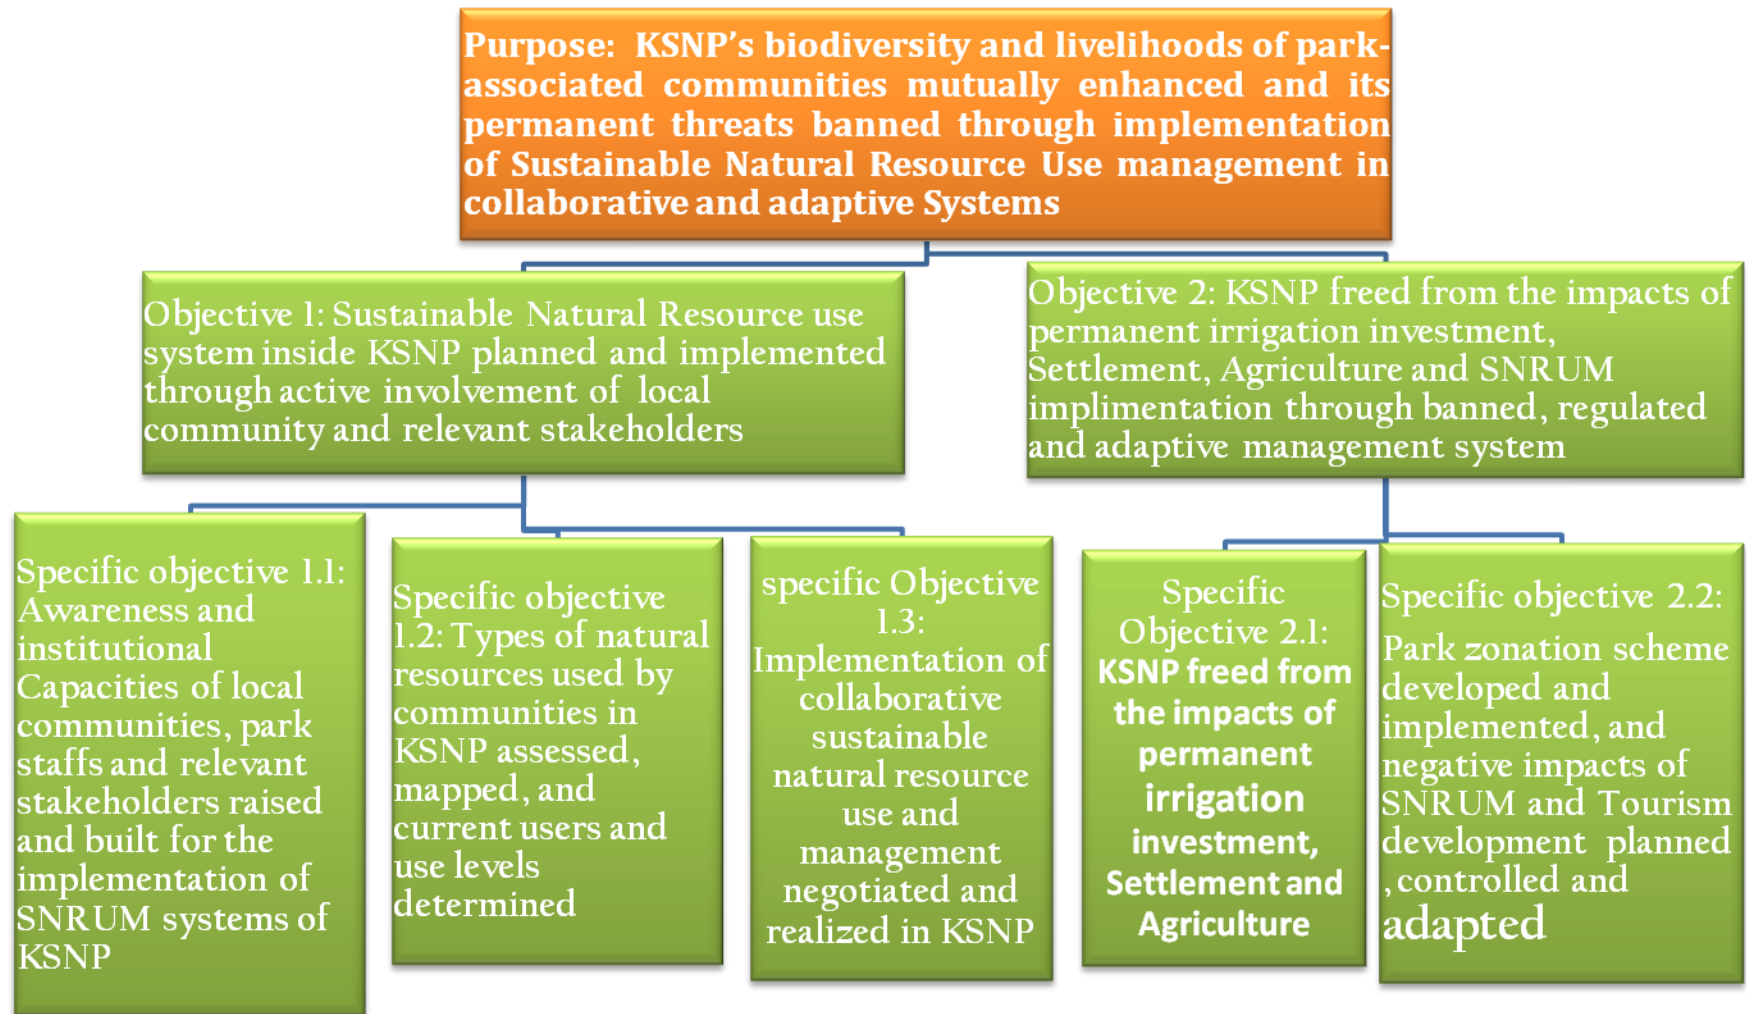 Purpose: KSNP's biodiversity and livelihoods of park-
associated communities mutually enhanced and its
permanent threats banned through implementation
of Sustainable Natural Resource Use management in
collaborative and adaptive Systems
Objective 1: Sustainable Natural Resource use
system inside KSNP planned and implemented
through active involvement of local
community and relevant stakeholders
Objective 2: KSNP freed from the impacts of
permanent irrigation investment,
Settlement, Agriculture and SNRUM
implimentation through banned, regulated
and adaptive management system
Specific objective 1.1:
Awareness and
institutional
Capacities of local
communities, park
staffs and relevant
stakeholders raised
and built for the
implementation of
SNRUM systems of
KSNP
Specific objective
1.2: Types of natural
resources used by
communities in
KSNP assessed,
mapped, and
current users and
use levels
determined
specific Objective
1.3:
Implementation of
collaborative
sustainable
natural resource
use and
management
negotiated and
realized in KSNP
Specific
Objective 2.1:
KSNP freed from
the impacts of
permanent
irrigation
investment,
Settlement and
Agriculture
Specific objective 2.2:
Park zonation scheme
developed and
implemented, and
negative impacts of
SNRUM and Tourism
development planned
, controlled and
adapted